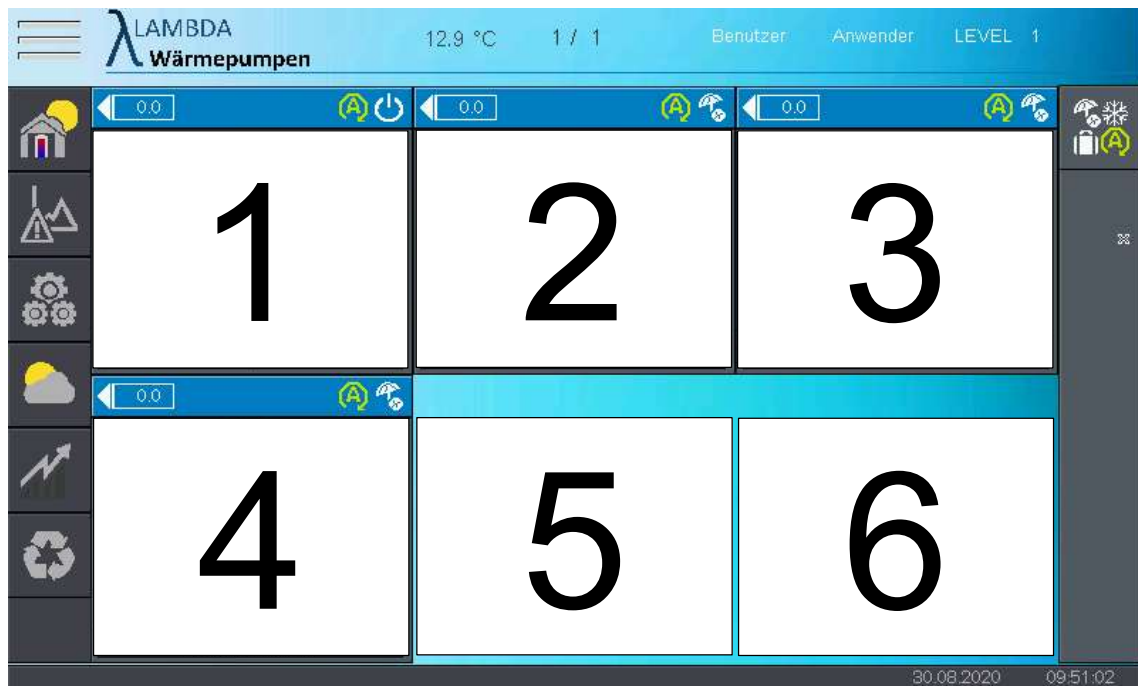 λ LAMBDA
Wärmepumpen
12.9 °C 1 / 1 Benutzer Anwender LEVEL 1
0.0 A 0.0 A 0.0 A
A
1 2 3
0.0 A
4 5 6
30.08.2020 09:51:02